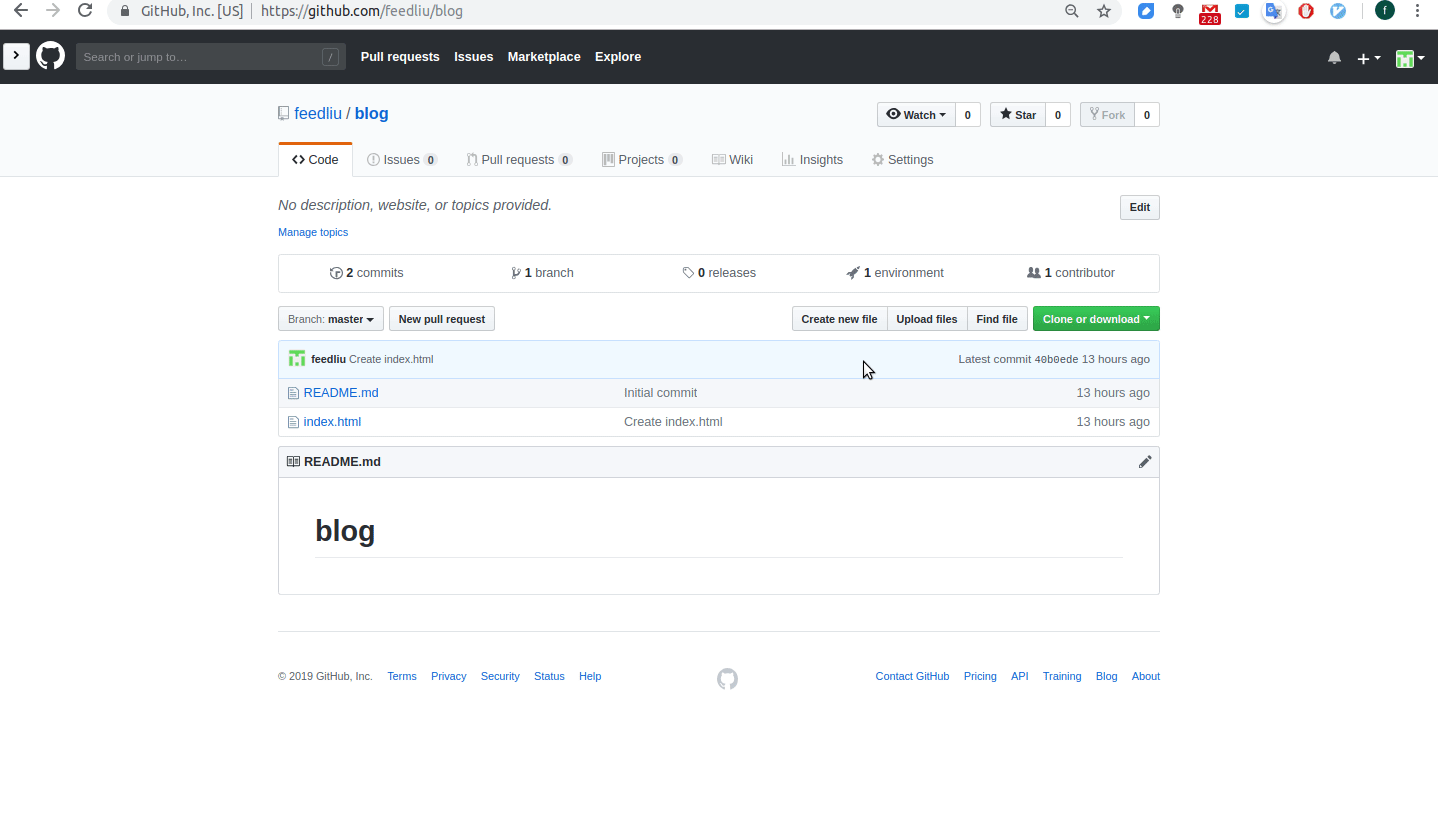 GitHub, Inc. [US] https://github.com/feedliu/blog
228
f
Search or jump to… / Pull requests Issues Marketplace Explore
feedliu / blog
Watch 0 Star 0 Fork 0
Code Issues 0 Pull requests 0 Projects 0 Wiki Insights Settings
No description, website, or topics provided. Edit
Manage topics
2 commits 1 branch 0 releases 1 environment 1 contributor
Branch: master New pull request Create new file Upload files Find file Clone or download
feedliu Create index.html Latest commit 40b0ede 13 hours ago
README.md Initial commit 13 hours ago
index.html Create index.html 13 hours ago
README.md
blog
© 2019 GitHub, Inc. Terms Privacy Security Status Help Contact GitHub Pricing API Training Blog About